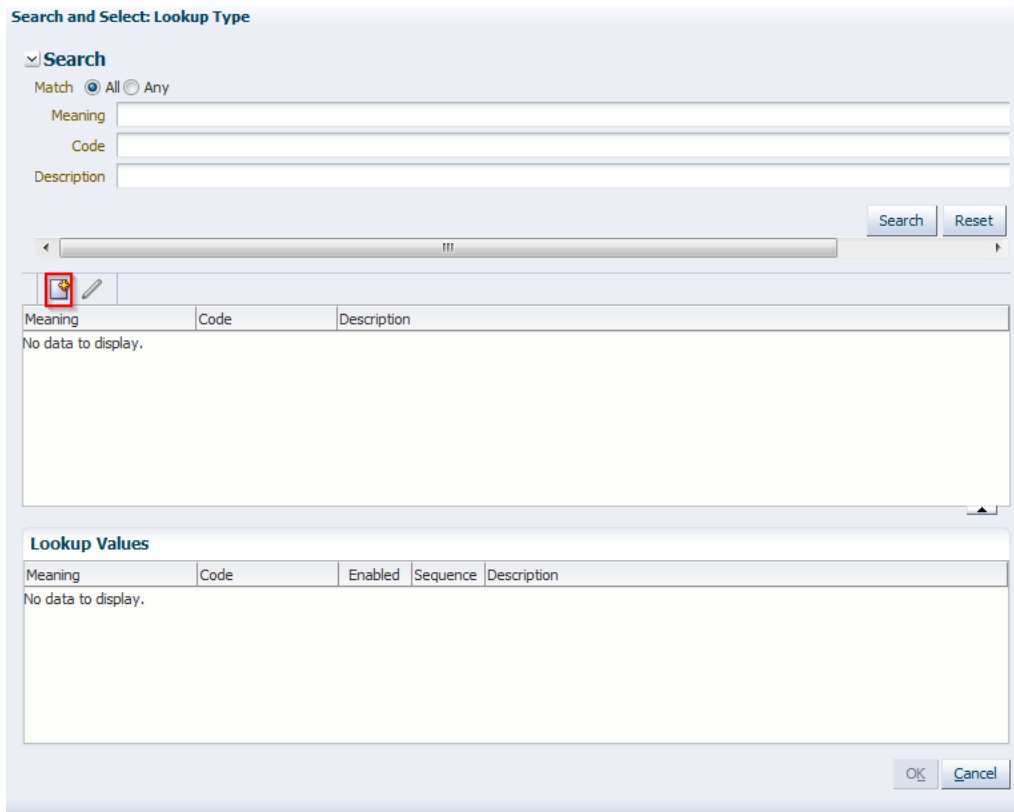 Search and Select: Lookup Type
Search
Match All Any
Meaning
Code
Description
Search Reset
Meaning Code Description
No data to display.
Lookup Values
Meaning Code Enabled Sequence Description
No data to display.
OK Cancel